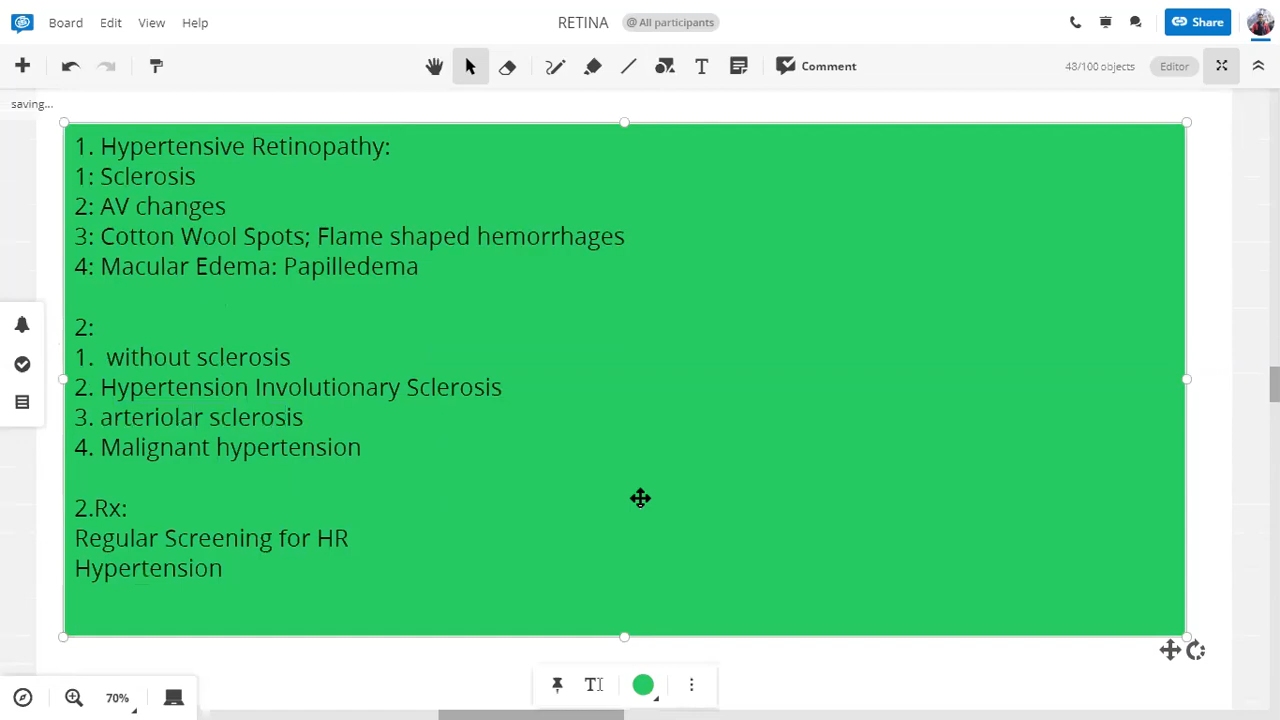 Board Edit View Help
RETINA @ All participants
Share
Comment
43/100 objects
Editor
saving...
1. Hypertensive Retinopathy:
1: Sclerosis
2: AV changes
3: Cotton Wool Spots; Flame shaped hemorrhages
4: Macular Edema: Papilledema
2:
1.  without sclerosis
2. Hypertension Involutionary Sclerosis
3. arteriolar sclerosis
4. Malignant hypertension
2.Rx:
Regular Screening for HR
Hypertension
70%